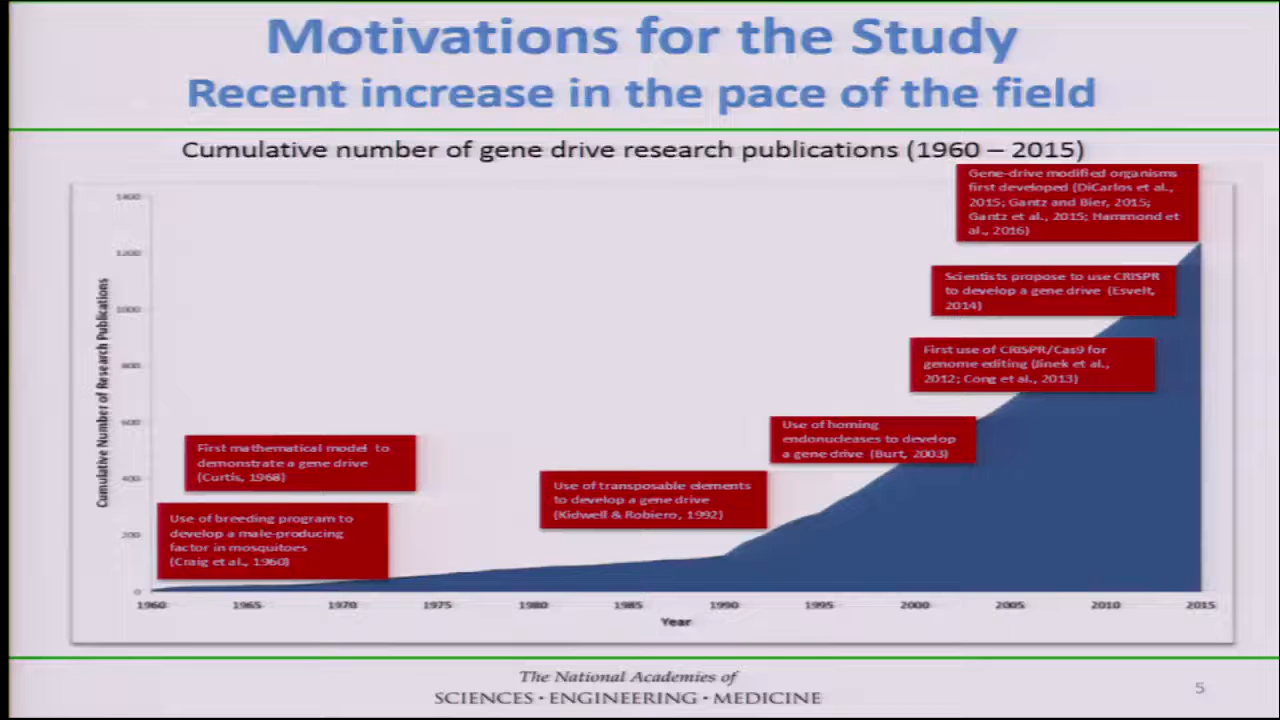 Motivations for the Study
Recent increase in the pace of the field
Cumulative number of gene drive research publications (1960 – 2015)
Gene-drive modified organisms
first developed (DiCarlos et al.,
2015; Gantz and Bier, 2015;
Gantz et al., 2015; Hammond et
al., 2016)
Scientists propose to use CRISPR
to develop a gene drive (Esvelt,
2014)
First use of CRISPR/Cas9 for
genome editing (Jinek et al.,
2012; Cong et al., 2013)
Use of homing
endonucleases to develop
a gene drive (Burt, 2003)
Use of transposable elements
to develop a gene drive
(Kidwell & Robiero, 1992)
First mathematical model to
demonstrate a gene drive
(Curtis, 1968)
Use of breeding program to
develop a male-producing
factor in mosquitoes
(Craig et al., 1960)
Cumulative Number of Research Publications
1400
1200
1000
800
600
400
200
0
1960 1965 1970 1975 1980 1985 1990 1995 2000 2005 2010 2015
Year
The National Academies of
SCIENCES · ENGINEERING · MEDICINE
5